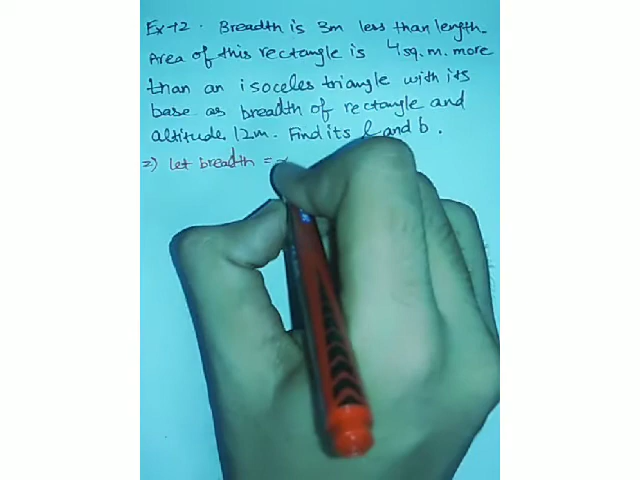 Ex-12. Breadth is 3m less than length.
Area of this rectangle is 4sq.m. more
than an isoceles triangle with its
base as breadth of rectangle and
altitude 12m. Find its l and b.
=) let breadth = x